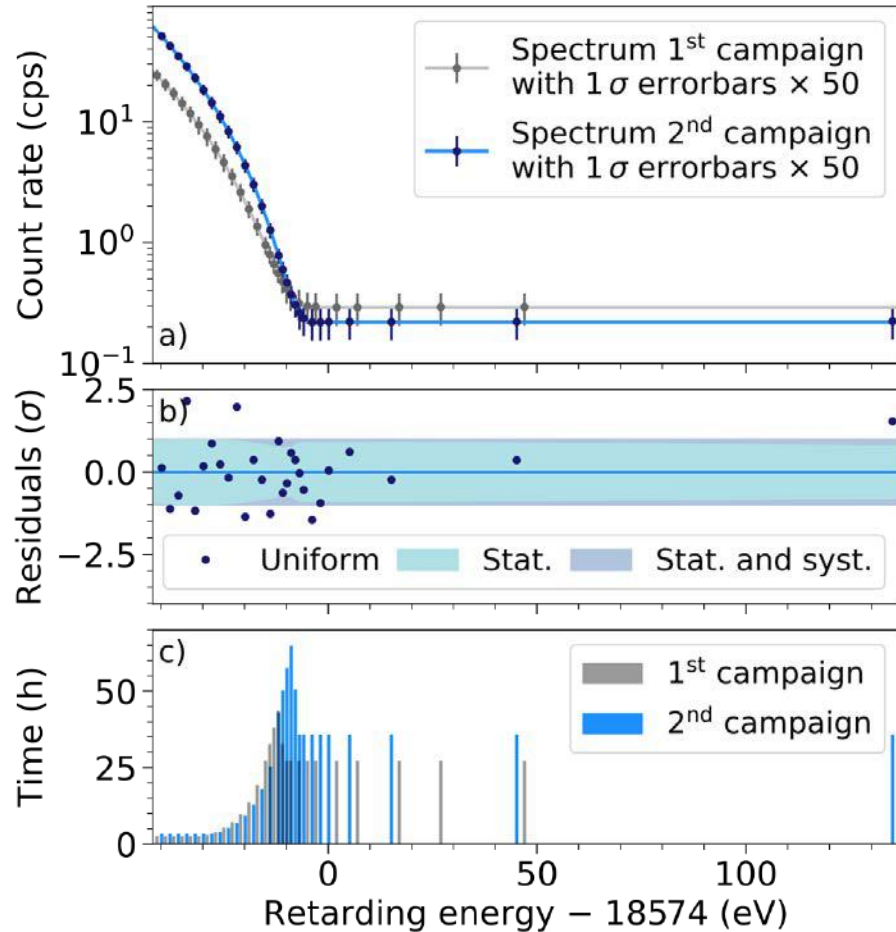 Count rate (cps)
10¹
10⁰
10⁻¹
a)
Spectrum 1ˢᵗ campaign
with 1 σ errorbars × 50
Spectrum 2ⁿᵈ campaign
with 1 σ errorbars × 50
Residuals (σ)
2.5
0.0
−2.5
b)
Uniform
Stat.
Stat. and syst.
Time (h)
50
25
0
c)
1ˢᵗ campaign
2ⁿᵈ campaign
0
50
100
Retarding energy − 18574 (eV)